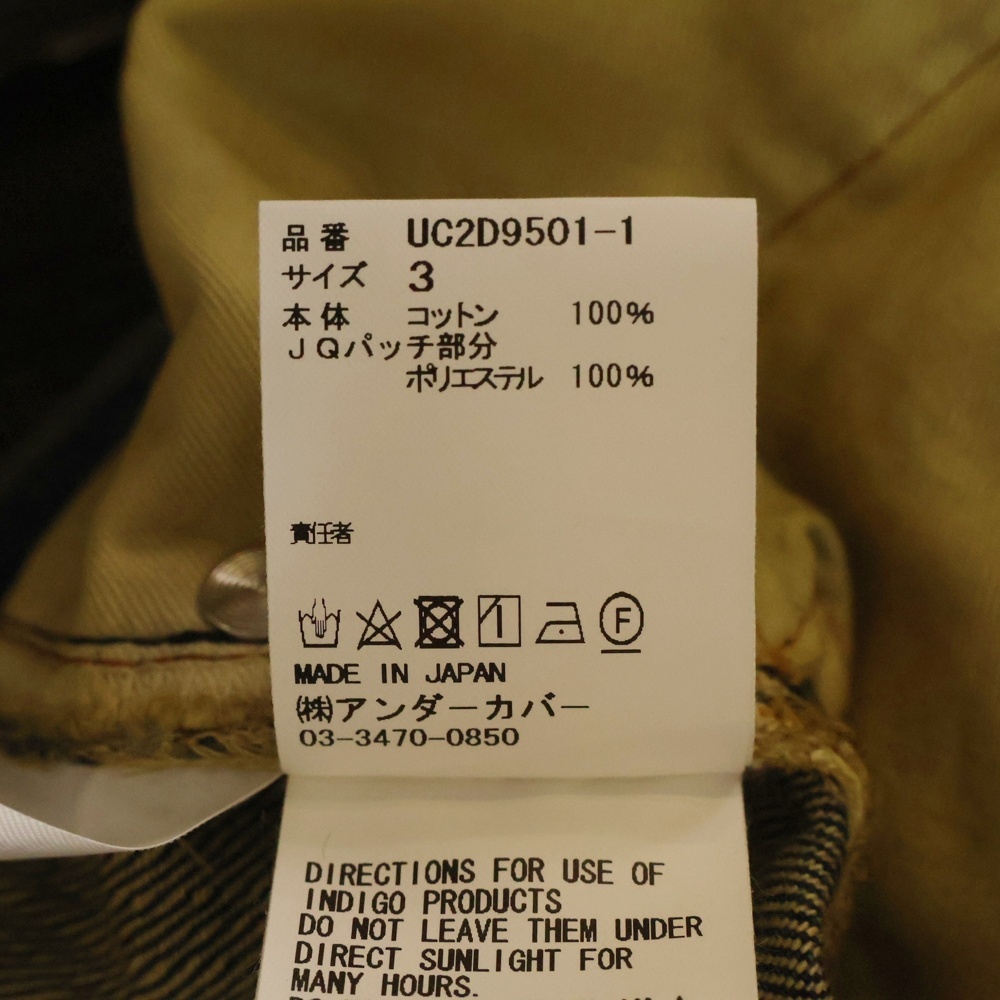 品番 UC2D9501-1
サイズ 3
本体 コットン 100%
JQパッチ部分
ポリエステル 100%
責任者
F
MADE IN JAPAN
㈱アンダーカバー
03-3470-0850
DIRECTIONS FOR USE OF
INDIGO PRODUCTS
DO NOT LEAVE THEM UNDER
DIRECT SUNLIGHT FOR
MANY HOURS.